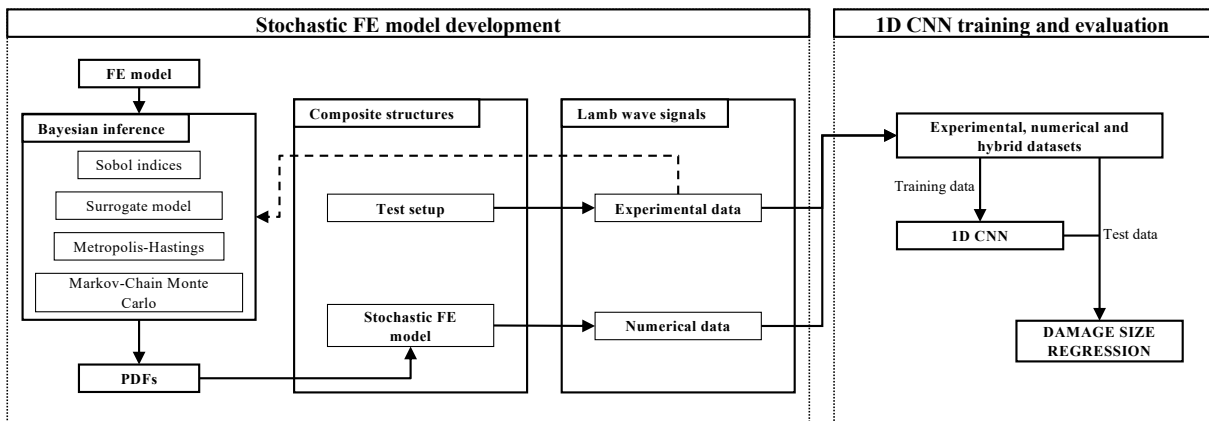 Stochastic FE model development
1D CNN training and evaluation
FE model
Bayesian inference
Sobol indices
Surrogate model
Metropolis-Hastings
Markov-Chain Monte
Carlo
PDFs
Composite structures
Test setup
Stochastic FE
model
Lamb wave signals
Experimental data
Numerical data
Experimental, numerical and
hybrid datasets
Training data
1D CNN
Test data
DAMAGE SIZE
REGRESSION